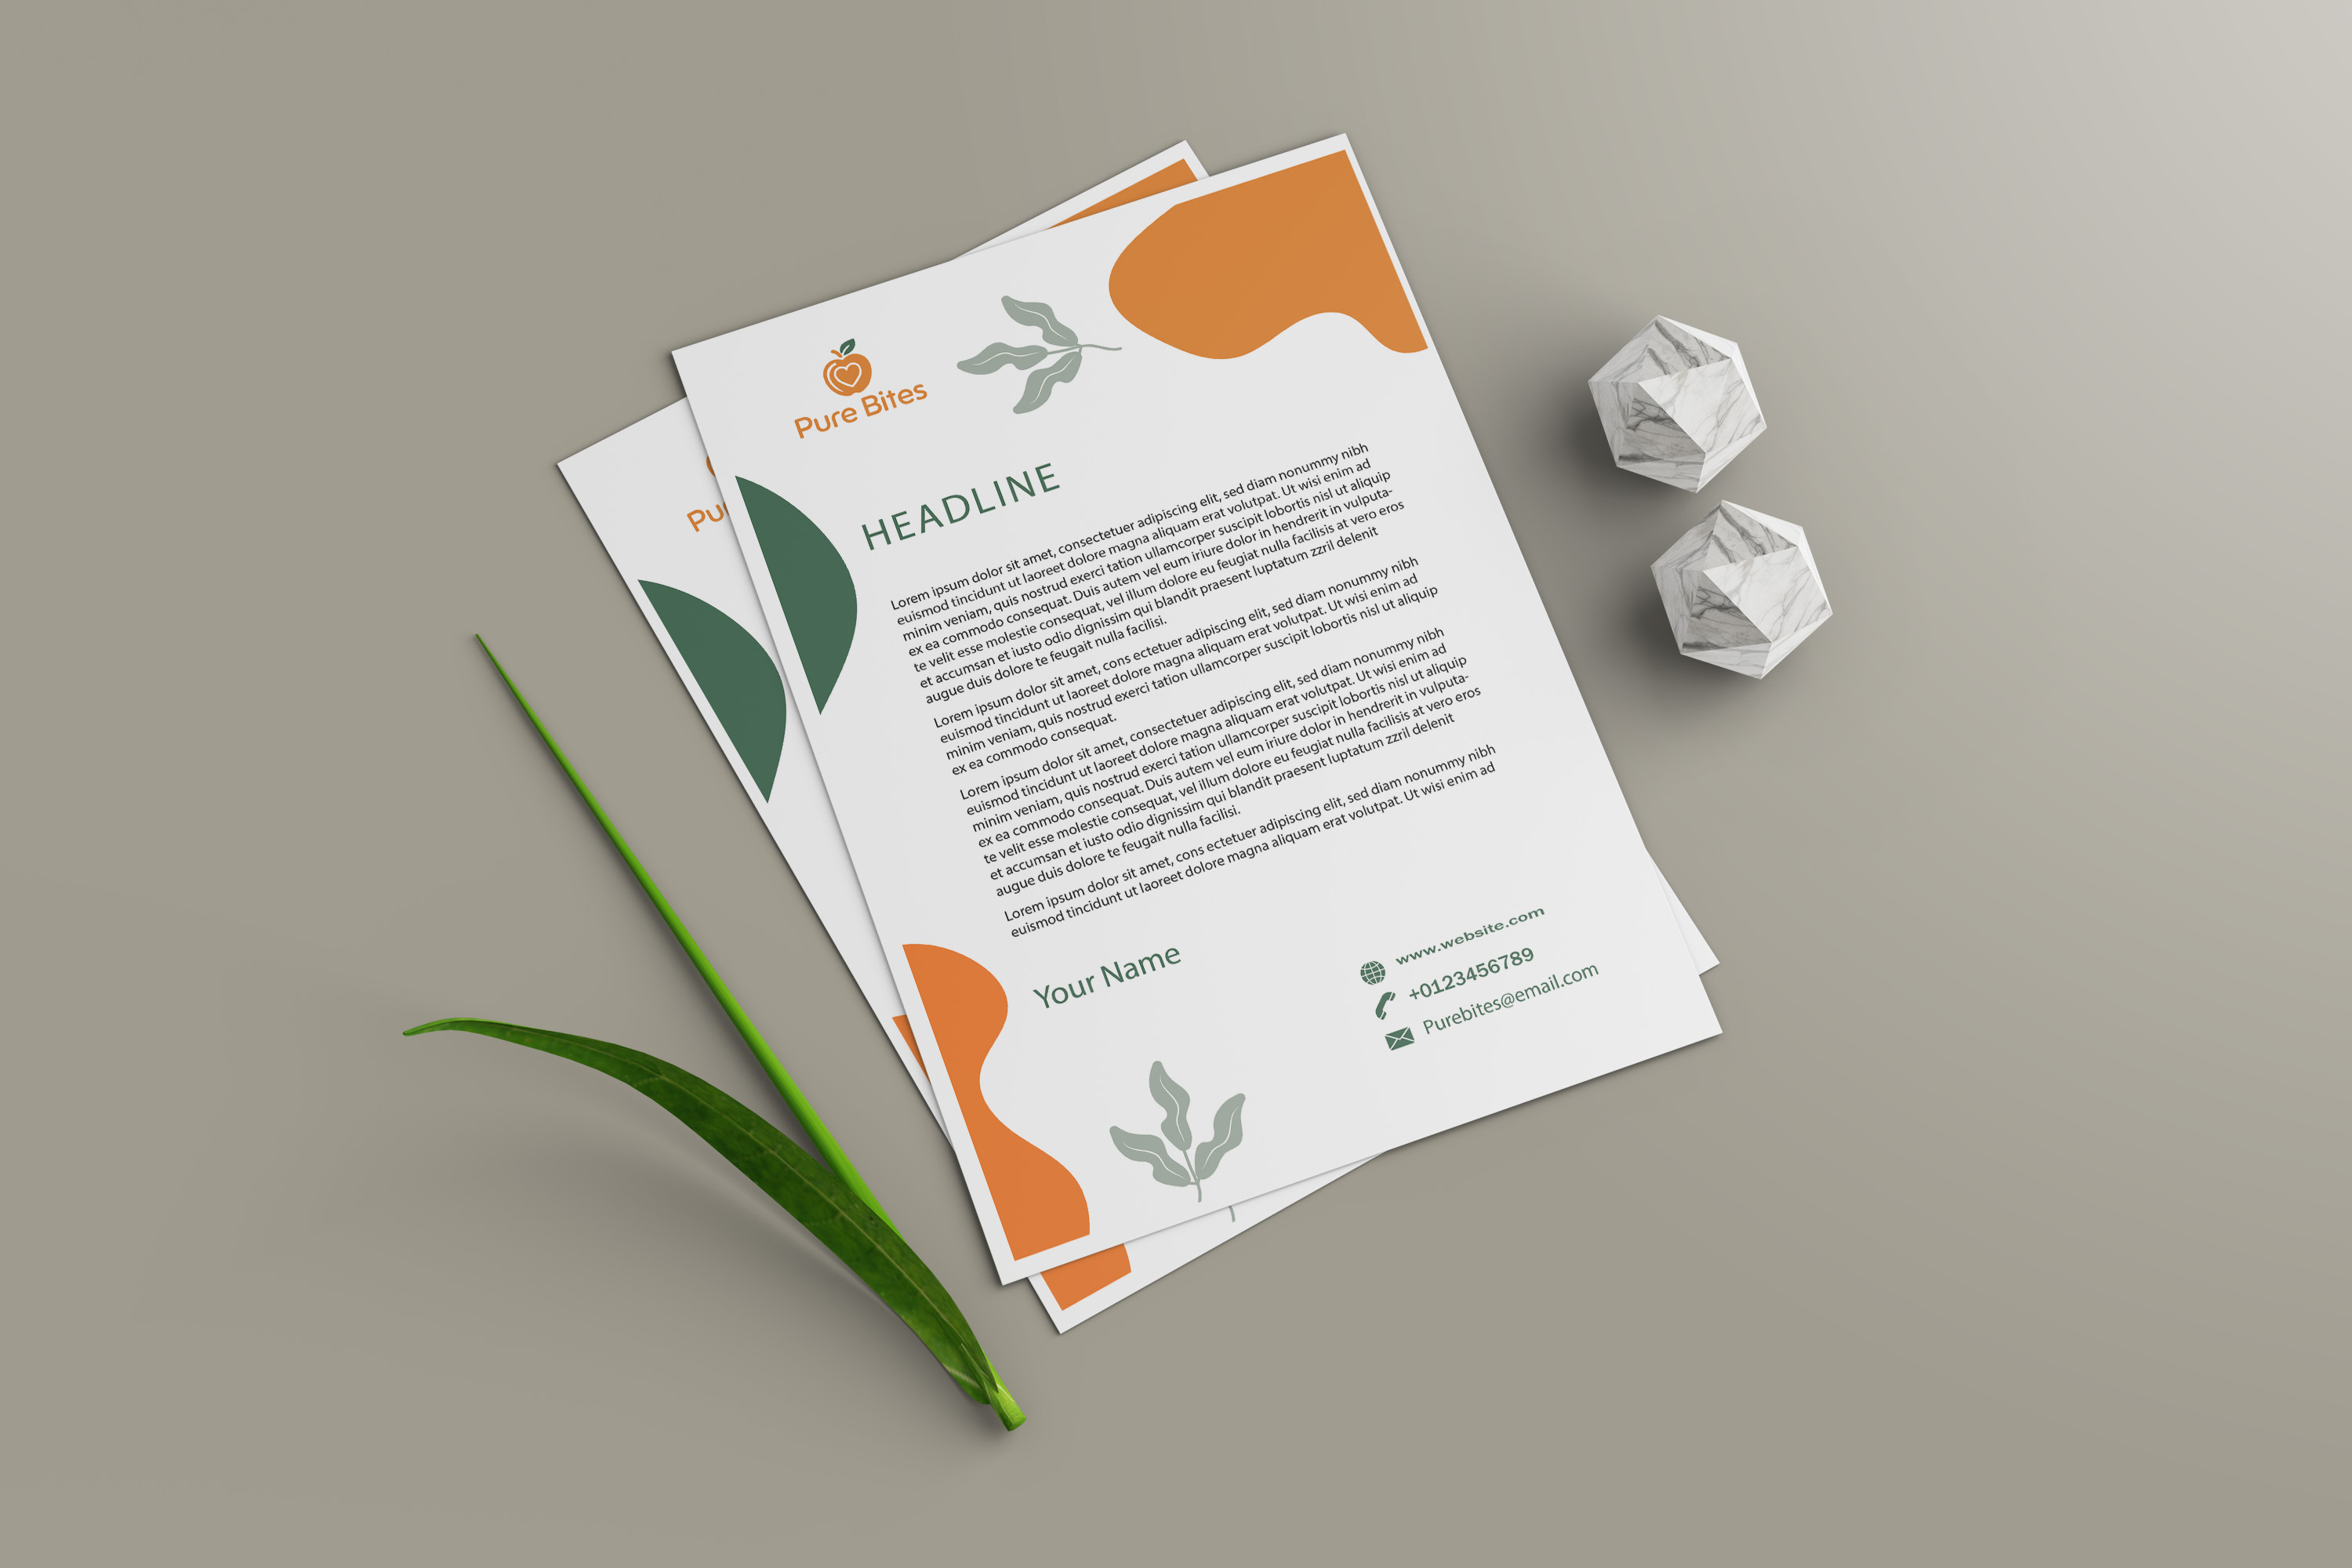 Pure Bites
HEADLINE
Lorem ipsum dolor sit amet, consectetuer adipiscing elit, sed diam nonummy nibh
euismod tincidunt ut laoreet dolore magna aliquam erat volutpat. Ut wisi enim ad
minim veniam, quis nostrud exerci tation ullamcorper suscipit lobortis nisl ut aliquip
ex ea commodo consequat. Duis autem vel eum iriure dolor in hendrerit in vulputa-
te velit esse molestie consequat, vel illum dolore eu feugiat nulla facilisis at vero eros
et accumsan et iusto odio dignissim qui blandit praesent luptatum zzril delenit
augue duis dolore te feugait nulla facilisi.
Lorem ipsum dolor sit amet, cons ectetuer adipiscing elit, sed diam nonummy nibh
euismod tincidunt ut laoreet dolore magna aliquam erat volutpat. Ut wisi enim ad
minim veniam, quis nostrud exerci tation ullamcorper suscipit lobortis nisl ut aliquip
ex ea commodo consequat.
Lorem ipsum dolor sit amet, consectetuer adipiscing elit, sed diam nonummy nibh
euismod tincidunt ut laoreet dolore magna aliquam erat volutpat. Ut wisi enim ad
minim veniam, quis nostrud exerci tation ullamcorper suscipit lobortis nisl ut aliquip
ex ea commodo consequat. Duis autem vel eum iriure dolor in hendrerit in vulputa-
te velit esse molestie consequat, vel illum dolore eu feugiat nulla facilisis at vero eros
et accumsan et iusto odio dignissim qui blandit praesent luptatum zzril delenit
augue duis dolore te feugait nulla facilisi.
Lorem ipsum dolor sit amet, cons ectetuer adipiscing elit, sed diam nonummy nibh
euismod tincidunt ut laoreet dolore magna aliquam erat volutpat. Ut wisi enim ad
Your Name
www.website.com
+0123456789
Purebites@email.com